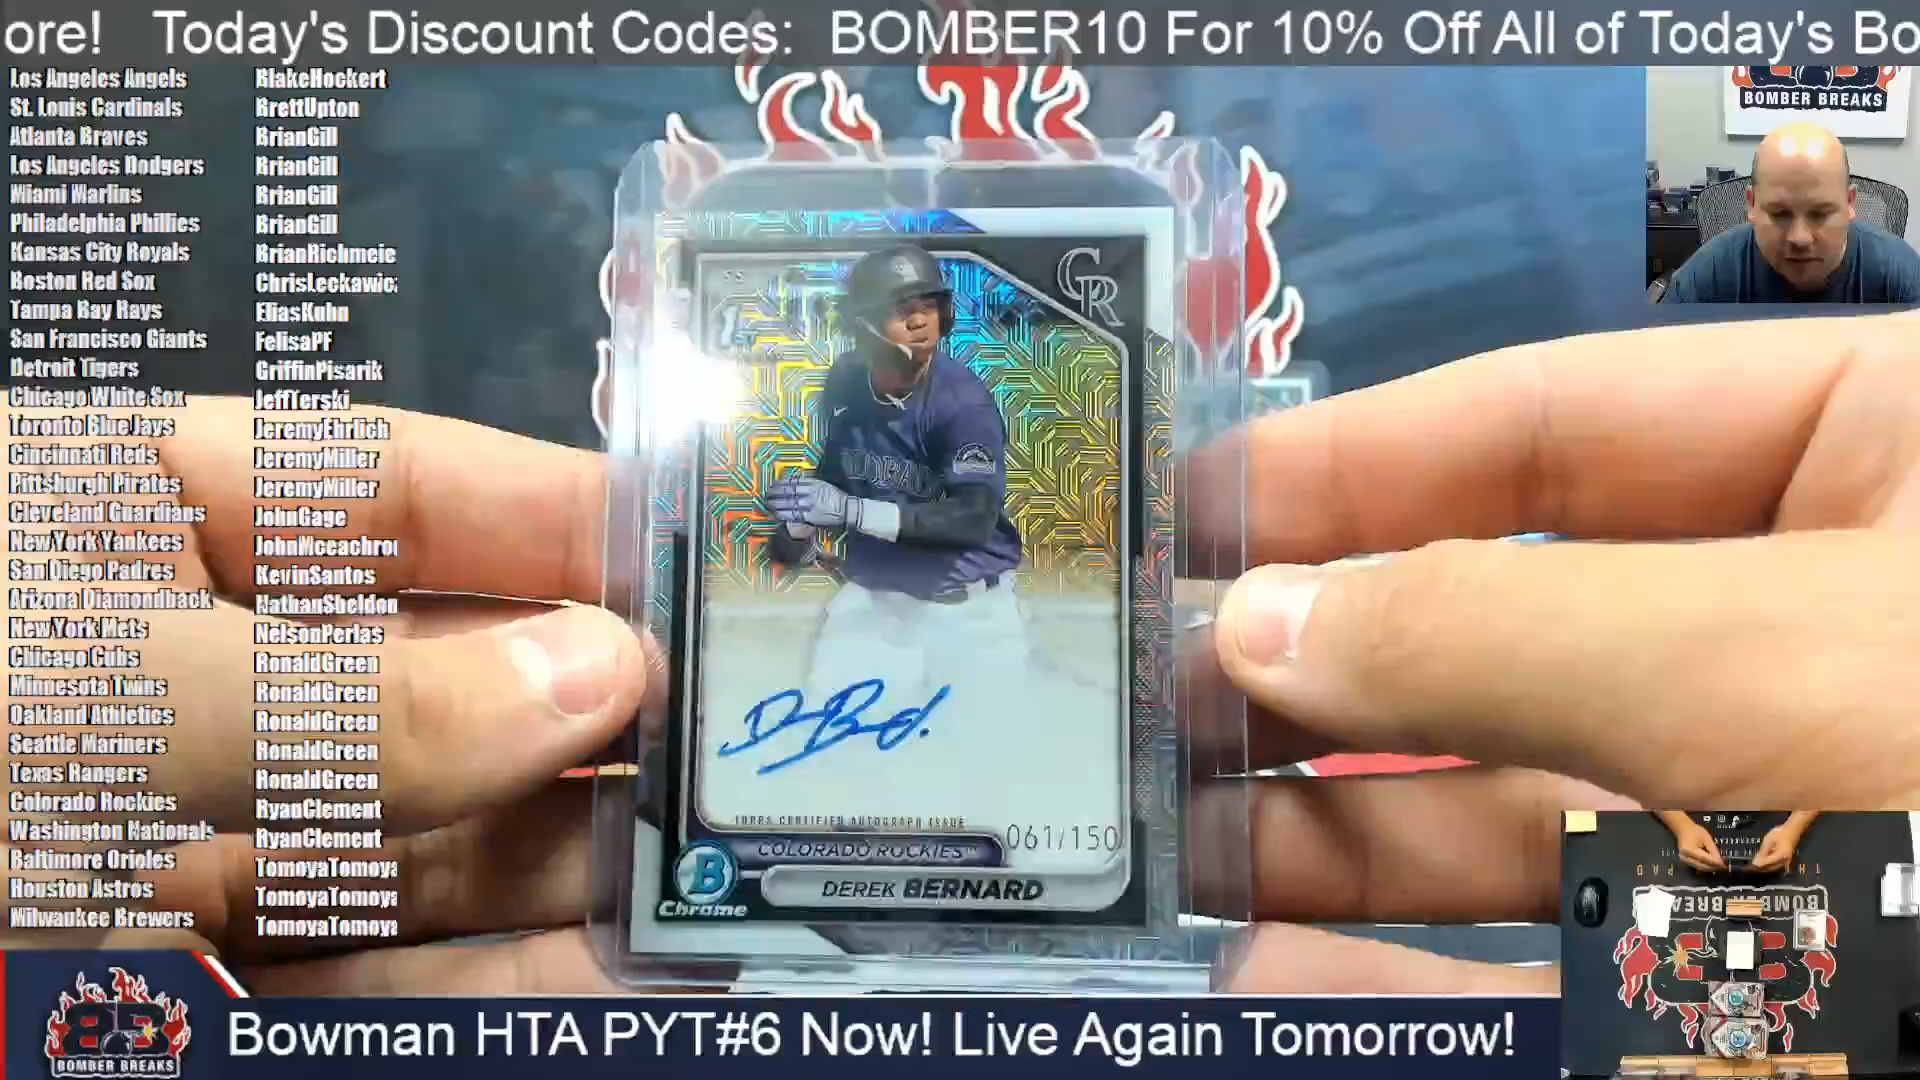 ore! Today's Discount Codes: BOMBER10 For 10% Off All of Today's Bo
Los Angeles Angels BlakeHockert
St. Louis Cardinals BrettUpton
Atlanta Braves BrianGill
Los Angeles Dodgers BrianGill
Miami Marlins BrianGill
Philadelphia Phillies BrianGill
Kansas City Royals BrianRichmeie
Boston Red Sox ChrisLeckawicz
Tampa Bay Rays EliasKuhn
San Francisco Giants FelisaPF
Detroit Tigers GriffinPisarik
Chicago White Sox JeffTerski
Toronto Blue Jays JeremyEhrlich
Cincinnati Reds JeremyMiller
Pittsburgh Pirates JeremyMiller
Cleveland Guardians JohnGage
New York Yankees JohnMceachro
San Diego Padres KevinSantos
Arizona Diamondback NathanSheldon
New York Mets NelsonPerlas
Chicago Cubs RonaldGreen
Minnesota Twins RonaldGreen
Oakland Athletics RonaldGreen
Seattle Mariners RonaldGreen
Texas Rangers RonaldGreen
Colorado Rockies RyanClement
Washington Nationals RyanClement
Baltimore Orioles TomoyaTomoya
Houston Astros TomoyaTomoya
Milwaukee Brewers TomoyaTomoya
BOMBER BREAKS
CR
1st
COLORADO
TOPPS CERTIFIED AUTOGRAPH ISSUE
061/150
COLORADO ROCKIES™
B
Chrome
DEREK BERNARD
BOMBER BREAKS
Bowman HTA PYT#6 Now! Live Again Tomorrow!